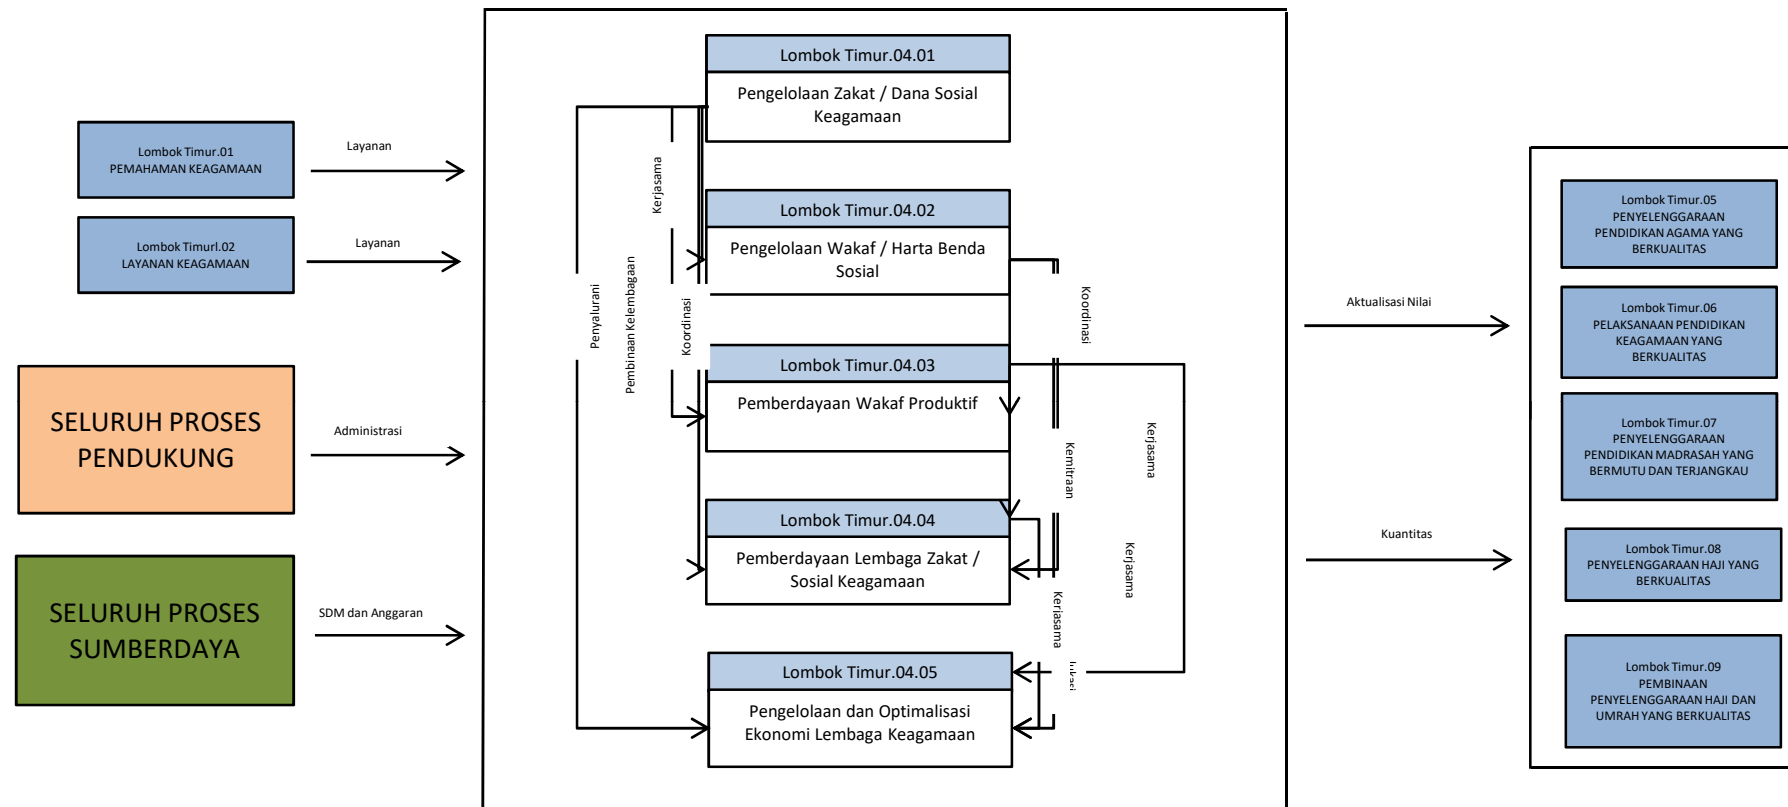 Lombok Timur.01
PEMAHAMAN KEAGAMAAN
Layanan
Lombok Timurl.02
LAYANAN KEAGAMAAN
Layanan
SELURUH PROSES
PENDUKUNG
Administrasi
SELURUH PROSES
SUMBERDAYA
SDM dan Anggaran
Lombok Timur.04.01
Pengelolaan Zakat / Dana Sosial
Keagamaan
Lombok Timur.04.02
Pengelolaan Wakaf / Harta Benda
Sosial
Lombok Timur.04.03
Pemberdayaan Wakaf Produktif
Lombok Timur.04.04
Pemberdayaan Lembaga Zakat /
Sosial Keagamaan
Lombok Timur.04.05
Pengelolaan dan Optimalisasi
Ekonomi Lembaga Keagamaan
Penyalurani
Pembinaan Kelembagaan
Kerjasama
Koordinasi
Koordinasi
Kemitraan
Kerjasama
Kerjasama
Kerjasama
Aktualisasi Nilai
Kuantitas
Lombok Timur.05
PENYELENGGARAAN
PENDIDIKAN AGAMA YANG
BERKUALITAS
Lombok Timur.06
PELAKSANAAN PENDIDIKAN
KEAGAMAAN YANG
BERKUALITAS
Lombok Timur.07
PENYELENGGARAAN
PENDIDIKAN MADRASAH YANG
BERMUTU DAN TERJANGKAU
Lombok Timur.08
PENYELENGGARAAN HAJI YANG
BERKUALITAS
Lombok Timur.09
PEMBINAAN
PENYELENGGARAAN HAJI DAN
UMRAH YANG BERKUALITAS